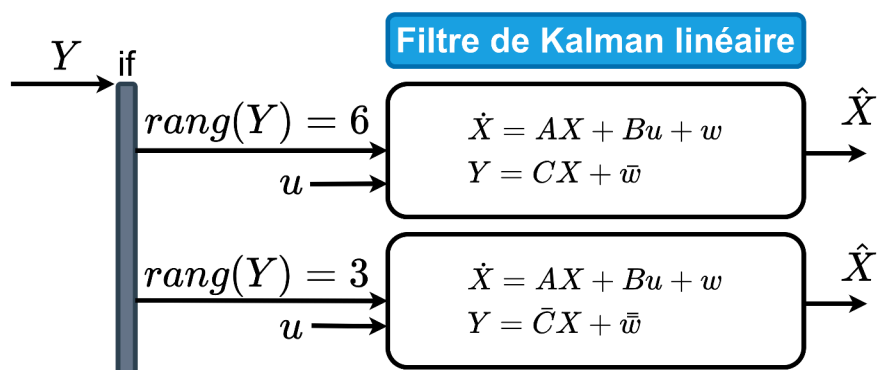 Filtre de Kalman linéaire
Y
if
rang(Y) = 6
u
Ẋ = AX + Bu + w
Y = CX + w̄
X̂
rang(Y) = 3
u
Ẋ = AX + Bu + w
Y = C̄X + w̿
X̂